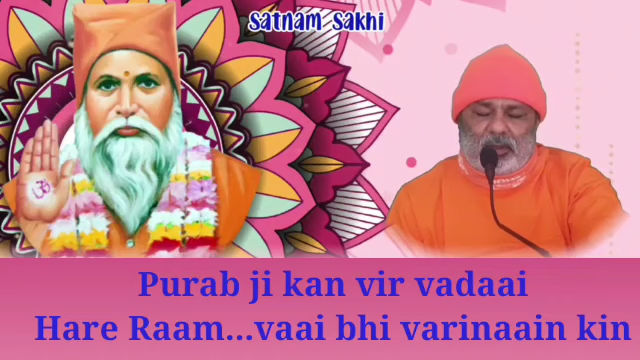 Satnam Sakhi
ॐ
Purab ji kan vir vadaai
Hare Raam...vaai bhi varinaain kin